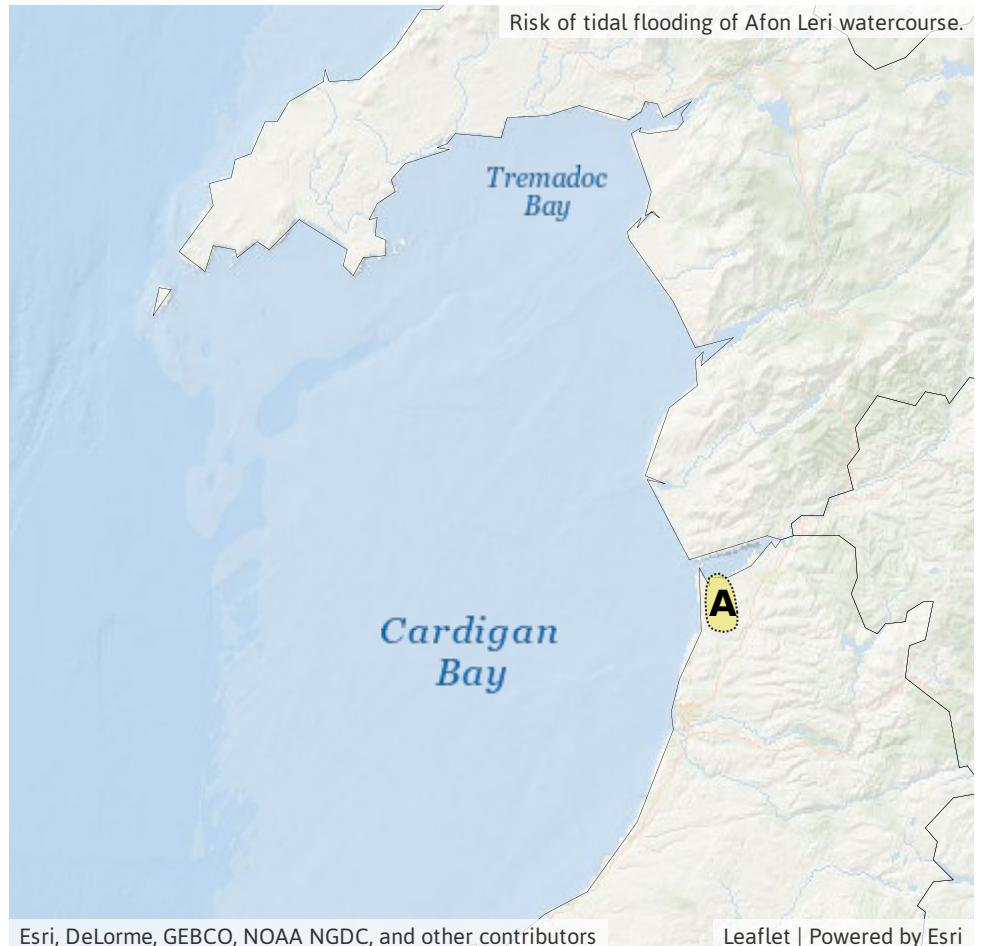 Risk of tidal flooding of Afon Leri watercourse.
Tremadoc
Bay
A
Cardigan
Bay
Esri, DeLorme, GEBCO, NOAA NGDC, and other contributors
Leaflet | Powered by Esri